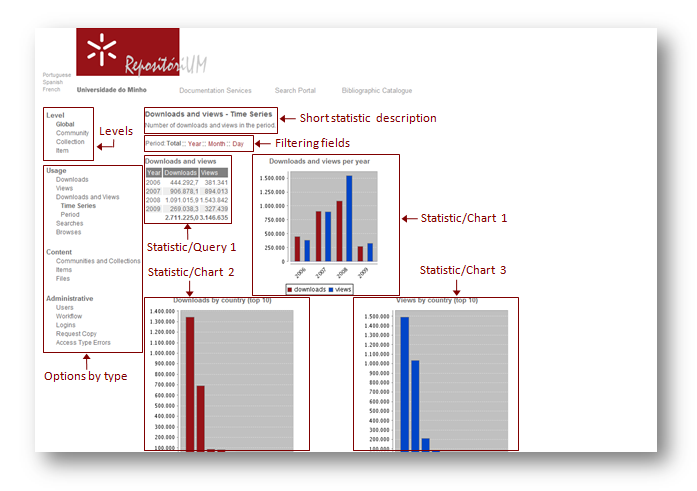 RepositóriUM
Portuguese
Spanish
French
Universidade do Minho
Documentation Services
Search Portal
Bibliographic Catalogue
Level
Global
Community
Collection
Item
Levels
Downloads and views - Time Series
Number of downloads and views in the period.
Short statistic description
Period: Total :: Year :: Month :: Day
Filtering fields
Usage
Downloads
Views
Downloads and Views
Time Series
Period
Searches
Browses
Content
Communities and Collections
Items
Files
Administrative
Users
Workflow
Logins
Request Copy
Access Type Errors
Options by type
Downloads and views
Year Downloads Views
2006 444.292,7 381.341
2007 906.878,1 894.013
2008 1.091.015,9 1.543.842
2009 269.038,3 327.439
2.711.225,0 3.146.635
Statistic/Query 1
Downloads and views per year
1.500.000
1.250.000
1.000.000
750.000
500.000
250.000
0
2006 2007 2008 2009
downloads views
Statistic/Chart 1
Statistic/Chart 2
Downloads by country (top 10)
1.400.000
1.300.000
1.200.000
1.100.000
1.000.000
900.000
800.000
700.000
600.000
500.000
400.000
300.000
200.000
100.000
Statistic/Chart 3
Views by country (top 10)
1.500.000
1.400.000
1.300.000
1.200.000
1.100.000
1.000.000
900.000
800.000
700.000
600.000
500.000
400.000
300.000
200.000
100.000